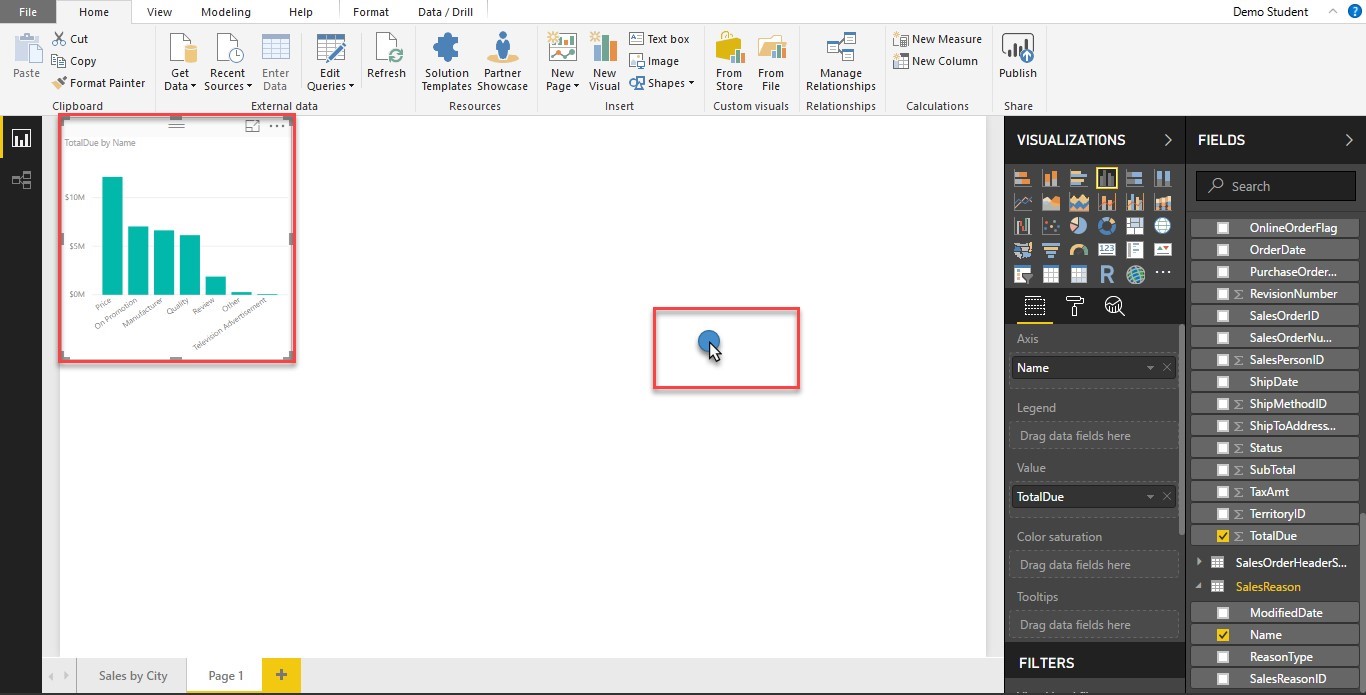 File
Home
View
Modeling
Help
Format
Data / Drill
Demo Student
?
Paste
Cut
Copy
Format Painter
Clipboard
Get
Data
Recent
Sources
Enter
Data
Edit
Queries
External data
Refresh
Solution
Templates
Partner
Showcase
Resources
New
Page
New
Visual
Text box
Image
Shapes
Insert
From
Store
From
File
Custom visuals
Manage
Relationships
Relationships
New Measure
New Column
Calculations
Publish
Share
TotalDue by Name
$10M
$5M
$0M
Price
On Promotion
Manufacturer
Quality
Review
Other
Television Advertisement
VISUALIZATIONS
123
R
Axis
Name
Legend
Drag data fields here
Value
TotalDue
Color saturation
Drag data fields here
Tooltips
Drag data fields here
FILTERS
FIELDS
Search
OnlineOrderFlag
OrderDate
PurchaseOrder...
RevisionNumber
SalesOrderID
SalesOrderNu...
SalesPersonID
ShipDate
ShipMethodID
ShipToAddress...
Status
SubTotal
TaxAmt
TerritoryID
TotalDue
SalesOrderHeaderS...
SalesReason
ModifiedDate
Name
ReasonType
SalesReasonID
Sales by City
Page 1
+